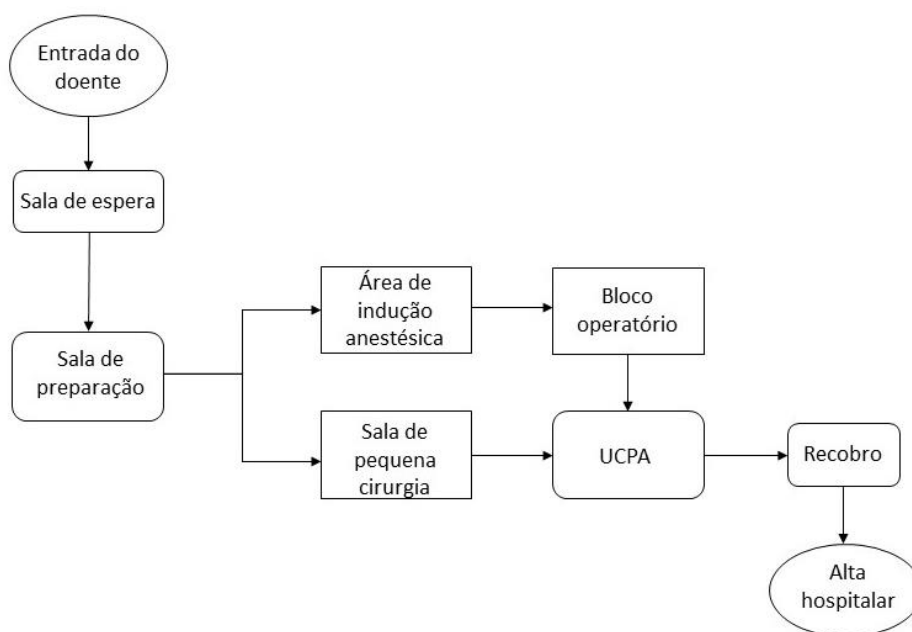 Entrada do
doente
Sala de espera
Sala de
preparação
Área de
indução
anestésica
Bloco
operatório
Sala de
pequena
cirurgia
UCPA
Recobro
Alta
hospitalar